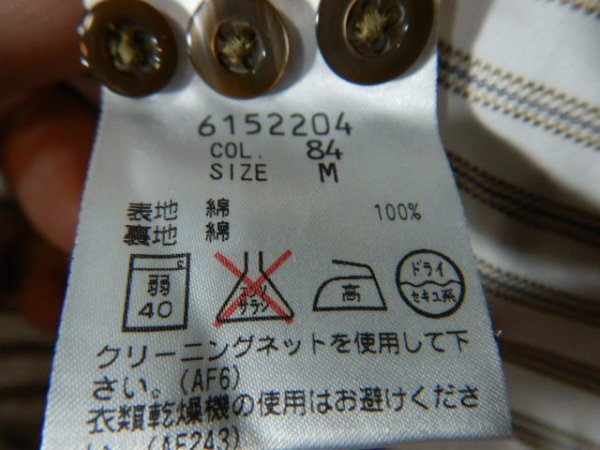 6152204
COL. 84
SIZE M
表地 綿 100%
裏地 綿
弱
40
エンソ
サラシ
高
ドライ
セキユ系
クリーニングネットを使用して下
さい。(AF6)
衣類乾燥機の使用はお避けくださ
い。(AF243)